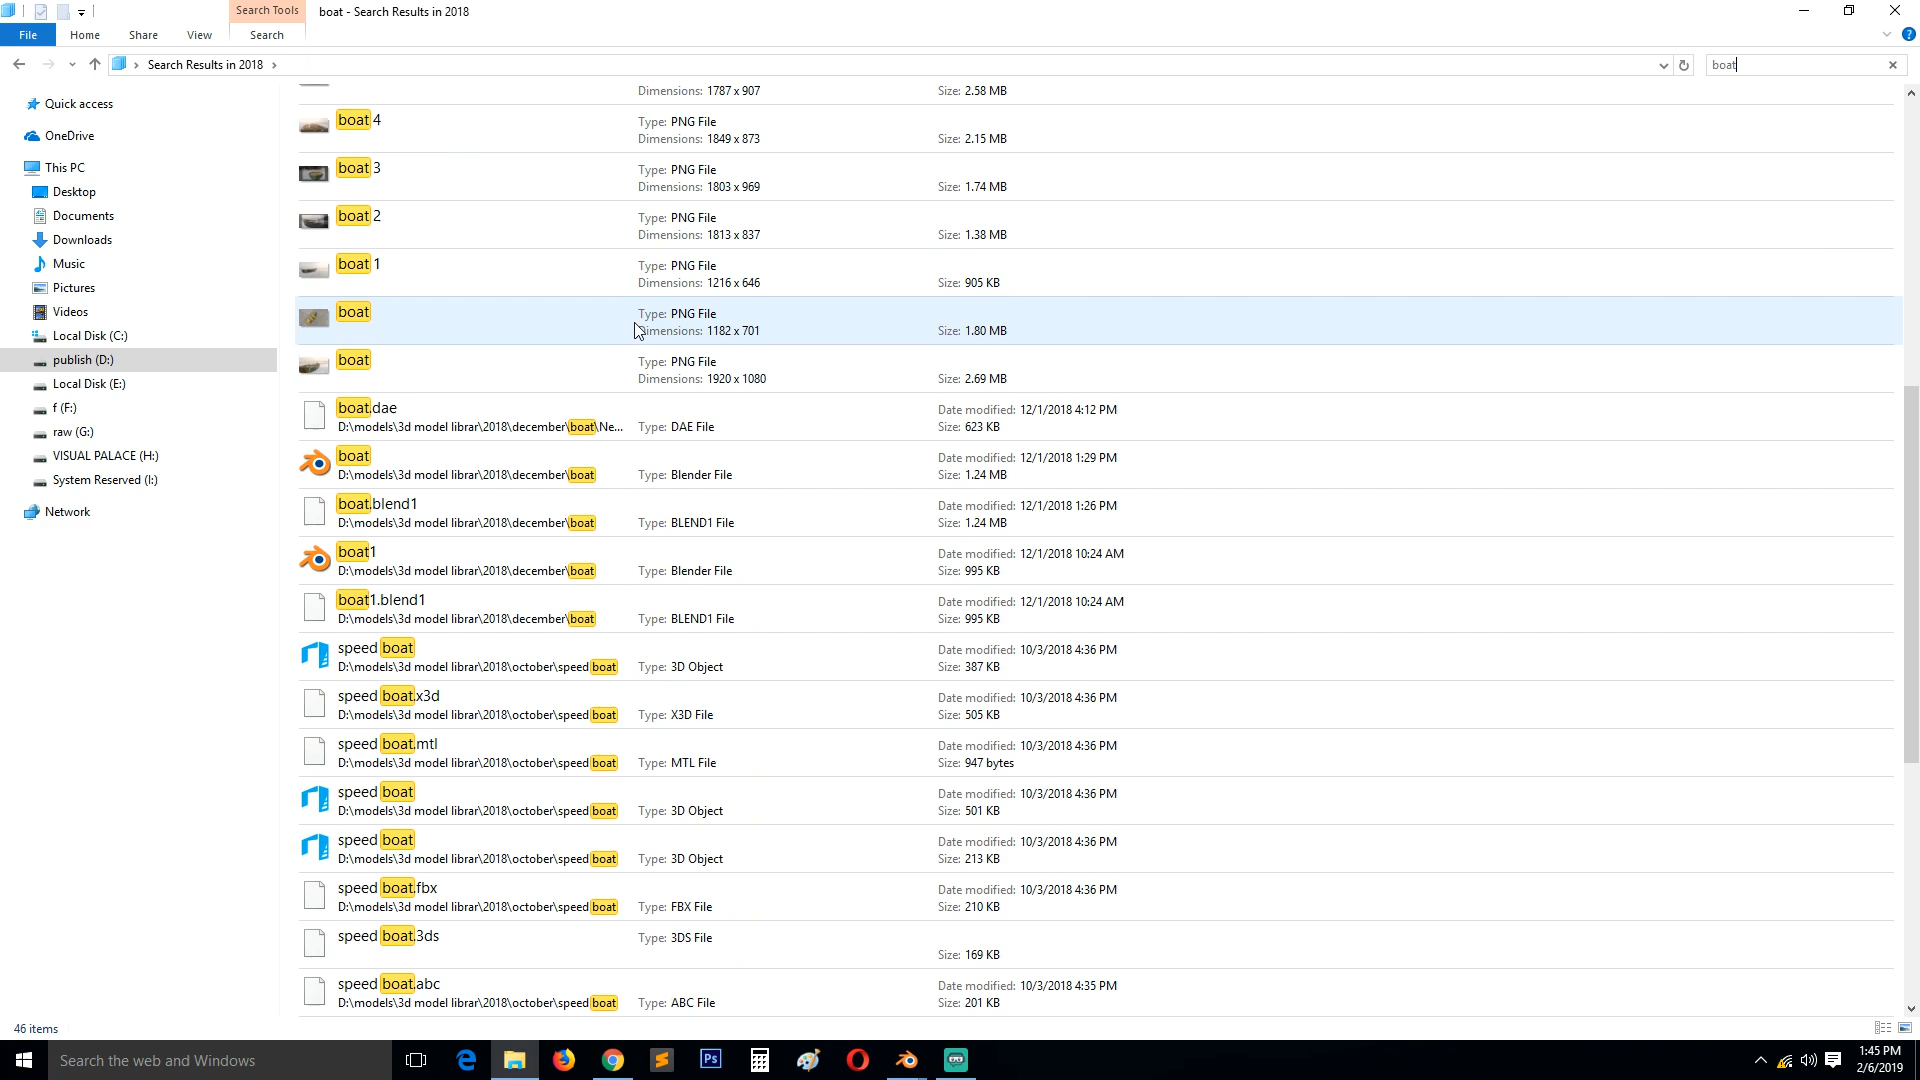 Search Tools
boat - Search Results in 2018
File
Home
Share
View
Search
Search Results in 2018
boat
Quick access
OneDrive
This PC
Desktop
Documents
Downloads
Music
Pictures
Videos
Local Disk (C:)
publish (D:)
Local Disk (E:)
f (F:)
raw (G:)
VISUAL PALACE (H:)
System Reserved (I:)
Network
Dimensions: 1787 x 907 Size: 2.58 MB
boat 4 Type: PNG File
Dimensions: 1849 x 873 Size: 2.15 MB
boat 3 Type: PNG File
Dimensions: 1803 x 969 Size: 1.74 MB
boat 2 Type: PNG File
Dimensions: 1813 x 837 Size: 1.38 MB
boat 1 Type: PNG File
Dimensions: 1216 x 646 Size: 905 KB
boat Type: PNG File
Dimensions: 1182 x 701 Size: 1.80 MB
boat Type: PNG File
Dimensions: 1920 x 1080 Size: 2.69 MB
boat.dae Date modified: 12/1/2018 4:12 PM
D:\models\3d model librar\2018\december\boat\Ne... Type: DAE File Size: 623 KB
boat Date modified: 12/1/2018 1:29 PM
D:\models\3d model librar\2018\december\boat Type: Blender File Size: 1.24 MB
boat.blend1 Date modified: 12/1/2018 1:26 PM
D:\models\3d model librar\2018\december\boat Type: BLEND1 File Size: 1.24 MB
boat1 Date modified: 12/1/2018 10:24 AM
D:\models\3d model librar\2018\december\boat Type: Blender File Size: 995 KB
boat1.blend1 Date modified: 12/1/2018 10:24 AM
D:\models\3d model librar\2018\december\boat Type: BLEND1 File Size: 995 KB
speed boat Date modified: 10/3/2018 4:36 PM
D:\models\3d model librar\2018\october\speed boat Type: 3D Object Size: 387 KB
speed boat.x3d Date modified: 10/3/2018 4:36 PM
D:\models\3d model librar\2018\october\speed boat Type: X3D File Size: 505 KB
speed boat.mtl Date modified: 10/3/2018 4:36 PM
D:\models\3d model librar\2018\october\speed boat Type: MTL File Size: 947 bytes
speed boat Date modified: 10/3/2018 4:36 PM
D:\models\3d model librar\2018\october\speed boat Type: 3D Object Size: 501 KB
speed boat Date modified: 10/3/2018 4:36 PM
D:\models\3d model librar\2018\october\speed boat Type: 3D Object Size: 213 KB
speed boat.fbx Date modified: 10/3/2018 4:36 PM
D:\models\3d model librar\2018\october\speed boat Type: FBX File Size: 210 KB
speed boat.3ds Type: 3DS File
Size: 169 KB
speed boat.abc Date modified: 10/3/2018 4:35 PM
D:\models\3d model librar\2018\october\speed boat Type: ABC File Size: 201 KB
46 items
Search the web and Windows
Ps
1:45 PM
2/6/2019